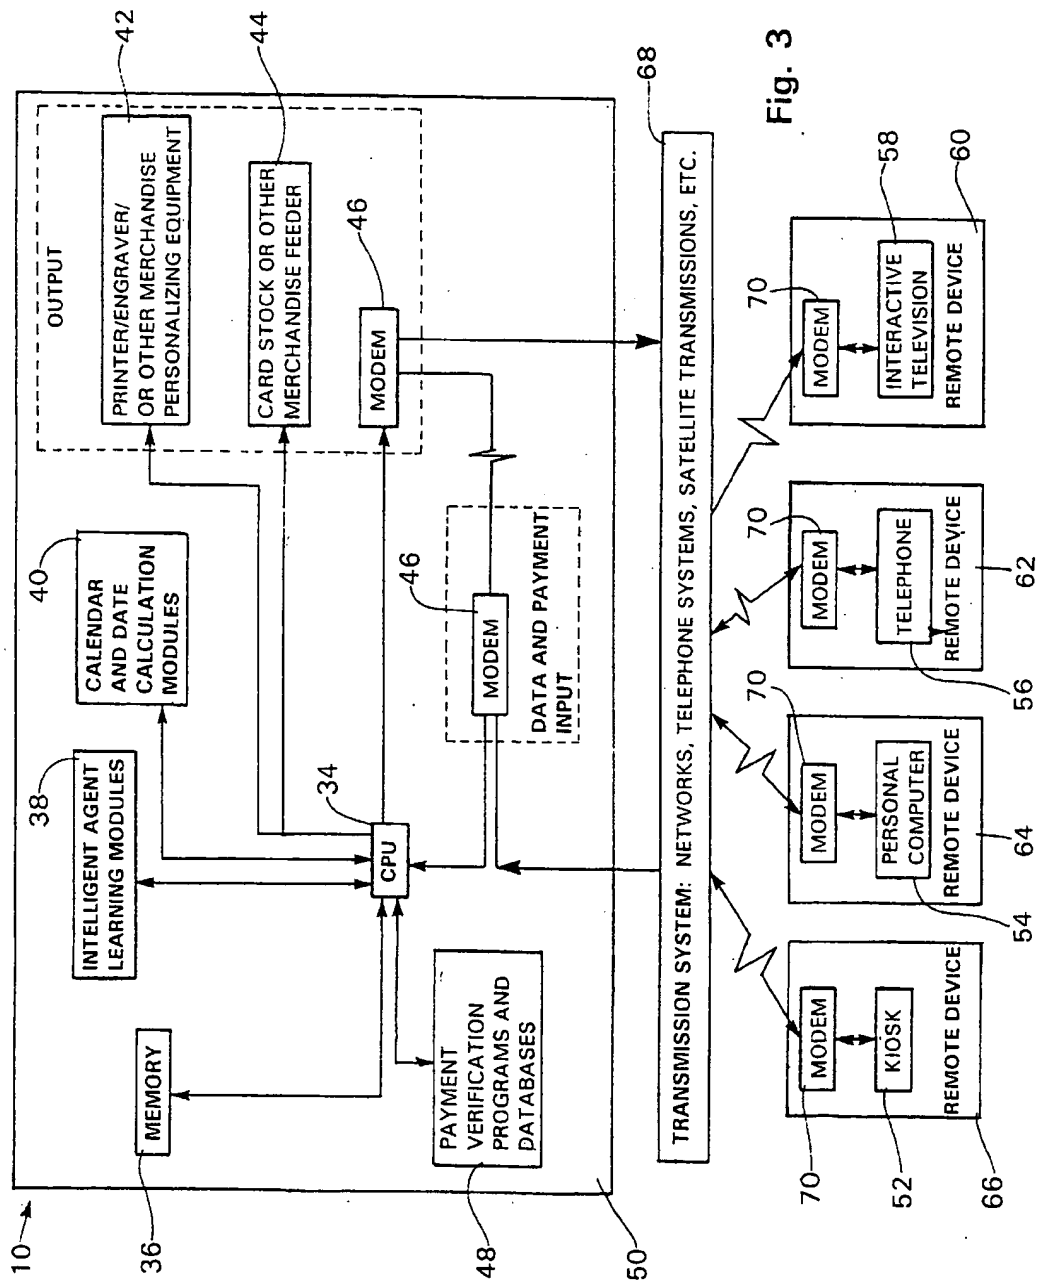 10
36
MEMORY
38
INTELLIGENT AGENT
LEARNING MODULES
40
CALENDAR
AND DATE
CALCULATION
MODULES
OUTPUT
PRINTER/ENGRAVER/
OR OTHER MERCHANDISE
PERSONALIZING EQUIPMENT
42
CARD STOCK OR OTHER
MERCHANDISE FEEDER
44
MODEM
46
34
CPU
48
PAYMENT
VERIFICATION
PROGRAMS AND
DATABASES
46
MODEM
DATA AND PAYMENT
INPUT
50
68
TRANSMISSION SYSTEM: NETWORKS, TELEPHONE SYSTEMS, SATELLITE TRANSMISSIONS, ETC.
70
MODEM
52
KIOSK
REMOTE DEVICE
66
70
MODEM
54
PERSONAL
COMPUTER
REMOTE DEVICE
64
70
MODEM
56
TELEPHONE
REMOTE DEVICE
62
70
MODEM
58
INTERACTIVE
TELEVISION
REMOTE DEVICE
60
Fig. 3